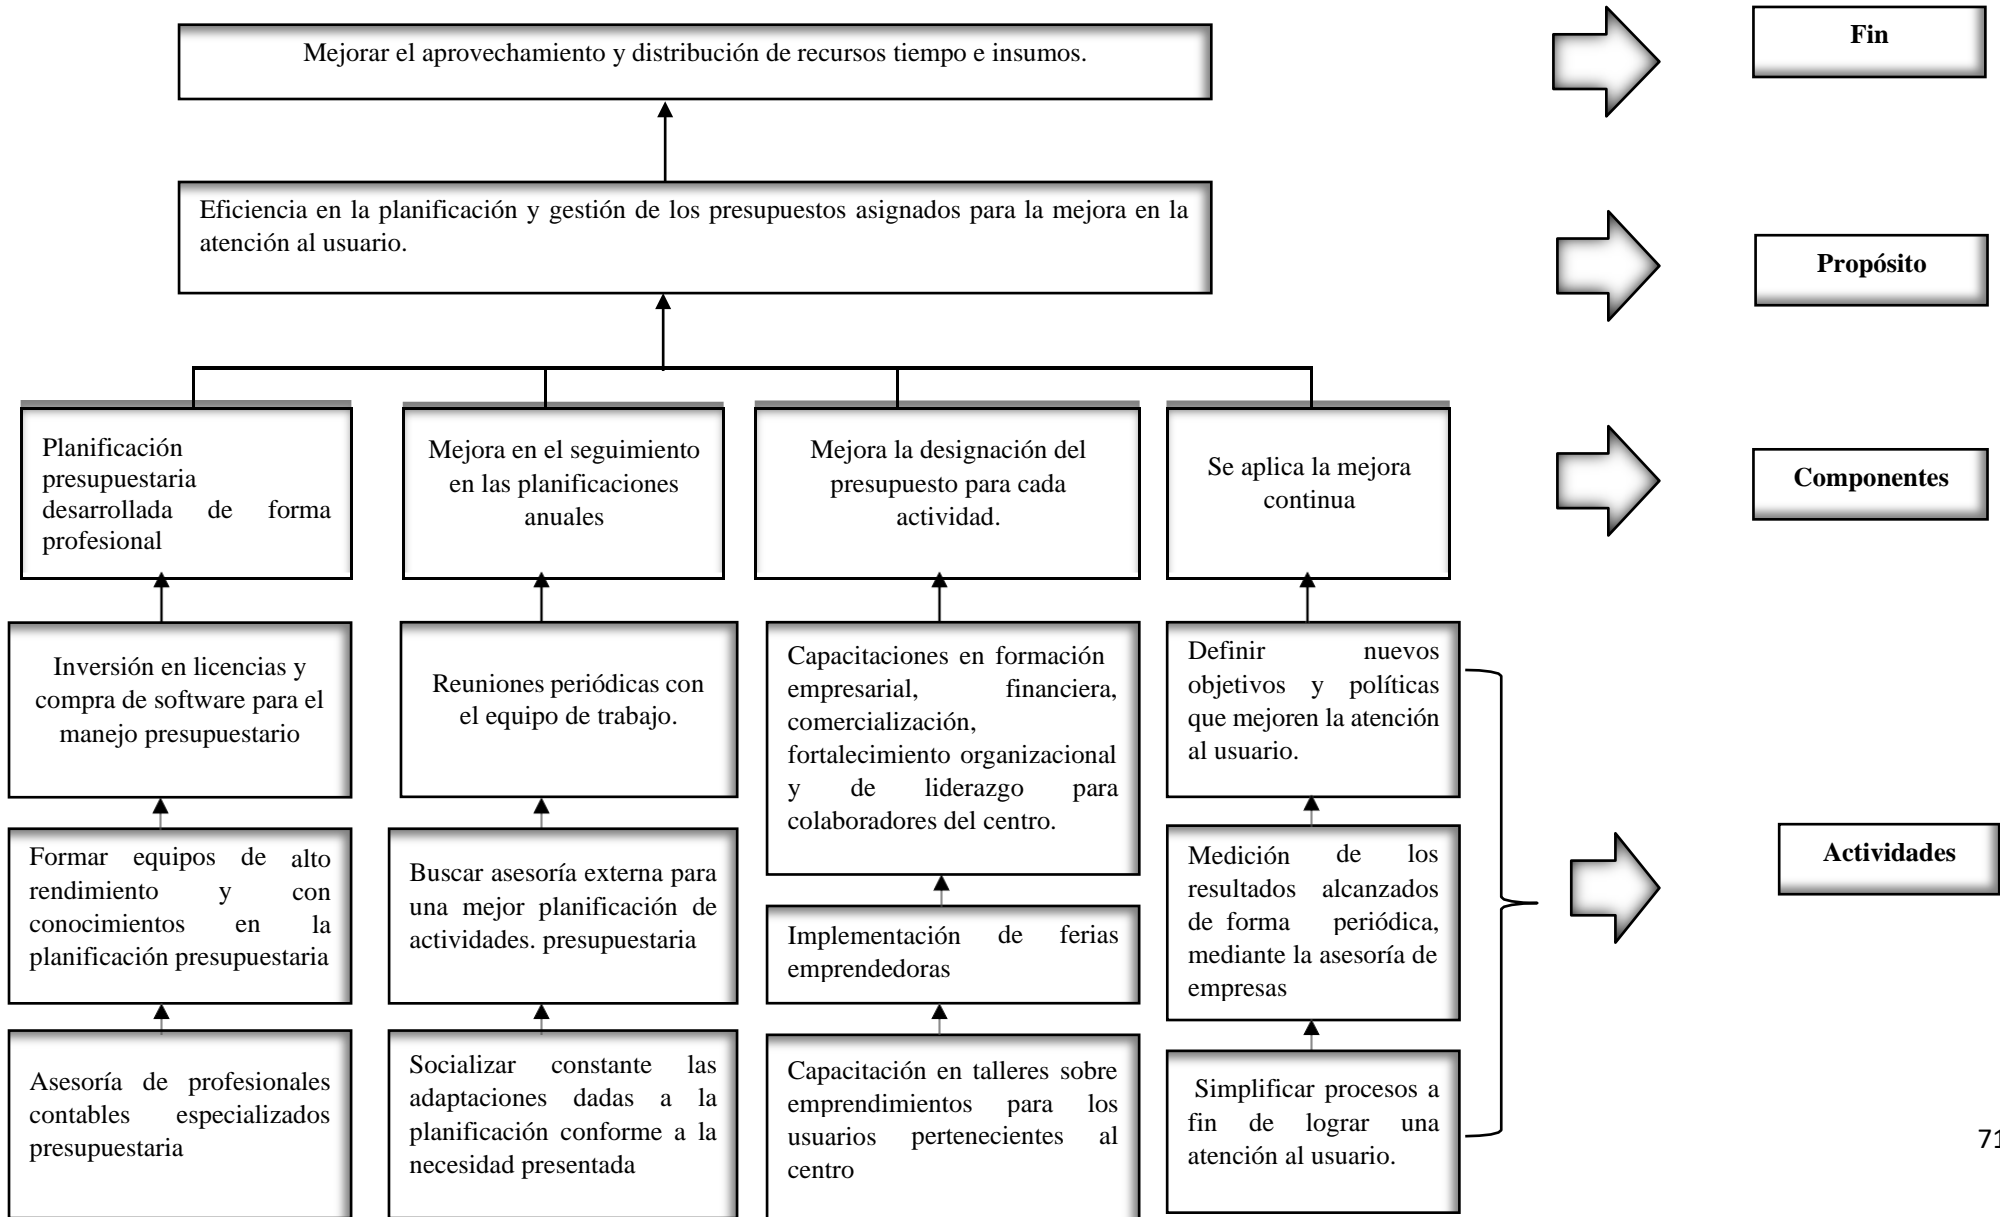 Mejorar el aprovechamiento y distribución de recursos tiempo e insumos.
Fin
Eficiencia en la planificación y gestión de los presupuestos asignados para la mejora en la
atención al usuario.
Propósito
Planificación
presupuestaria
desarrollada de forma
profesional
Mejora en el seguimiento
en las planificaciones
anuales
Mejora la designación del
presupuesto para cada
actividad.
Se aplica la mejora
continua
Componentes
Inversión en licencias y
compra de software para el
manejo presupuestario
Reuniones periódicas con
el equipo de trabajo.
Capacitaciones en formación
empresarial, financiera,
comercialización,
fortalecimiento organizacional
y de liderazgo para
colaboradores del centro.
Definir nuevos
objetivos y políticas
que mejoren la atención
al usuario.
Formar equipos de alto
rendimiento y con
conocimientos en la
planificación presupuestaria
Buscar asesoría externa para
una mejor planificación de
actividades. presupuestaria
Implementación de ferias
emprendedoras
Medición de los
resultados alcanzados
de forma periódica,
mediante la asesoría de
empresas
Actividades
Asesoría de profesionales
contables especializados
presupuestaria
Socializar constante las
adaptaciones dadas a la
planificación conforme a la
necesidad presentada
Capacitación en talleres sobre
emprendimientos para los
usuarios pertenecientes al
centro
Simplificar procesos a
fin de lograr una
atención al usuario.
71